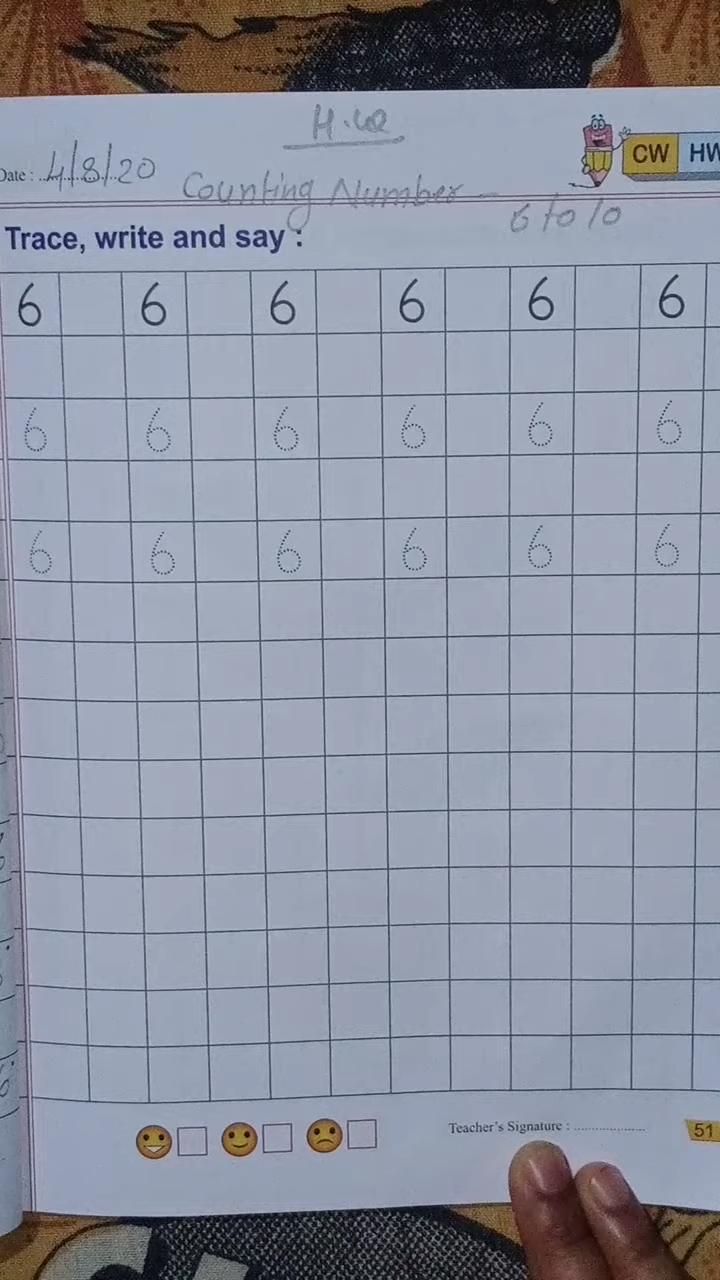 H.W
Date : 4/8/20
CW HW
Counting Number
6 to 10
Trace, write and say :
6 6 6 6 6 6
6 6 6 6 6 6
6 6 6 6 6 6
Teacher's Signature : ....................
51